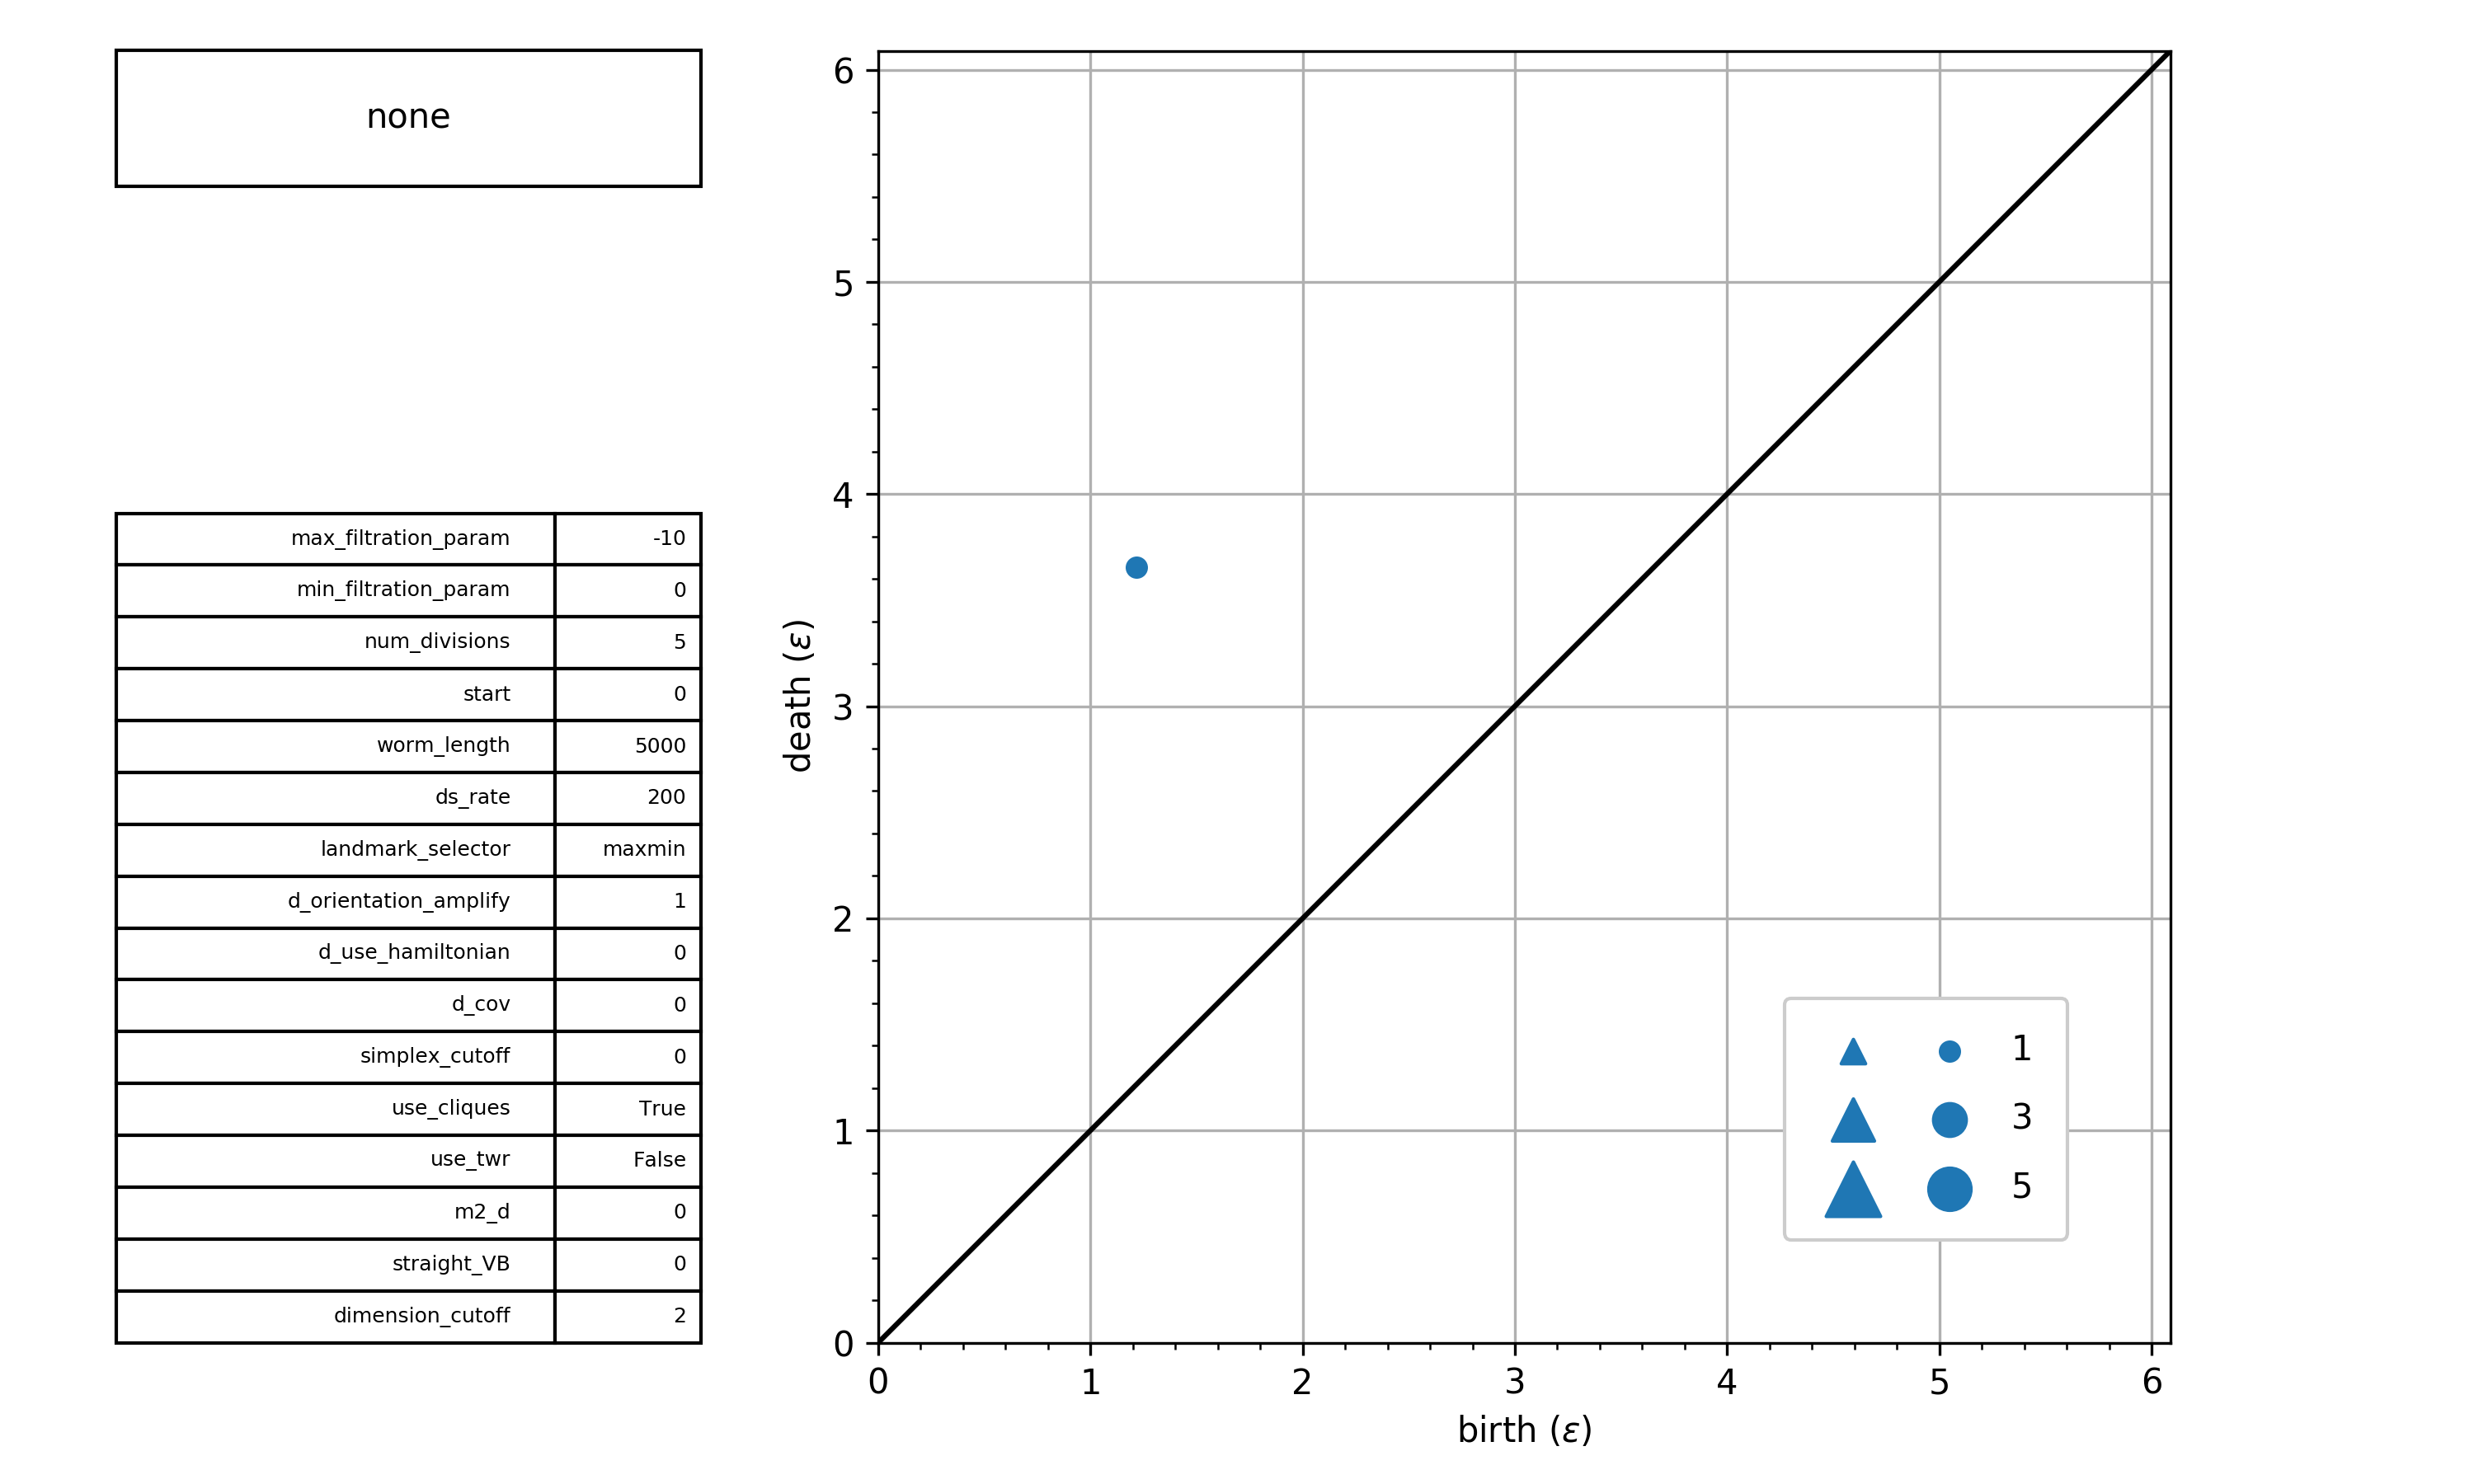 none
max_filtration_param -10
min_filtration_param 0
num_divisions 5
start 0
worm_length 5000
ds_rate 200
landmark_selector maxmin
d_orientation_amplify 1
d_use_hamiltonian 0
d_cov 0
simplex_cutoff 0
use_cliques True
use_twr False
m2_d 0
straight_VB 0
dimension_cutoff 2
death (ε)
6
5
4
3
2
1
0
0 1 2 3 4 5 6
birth (ε)
1
3
5